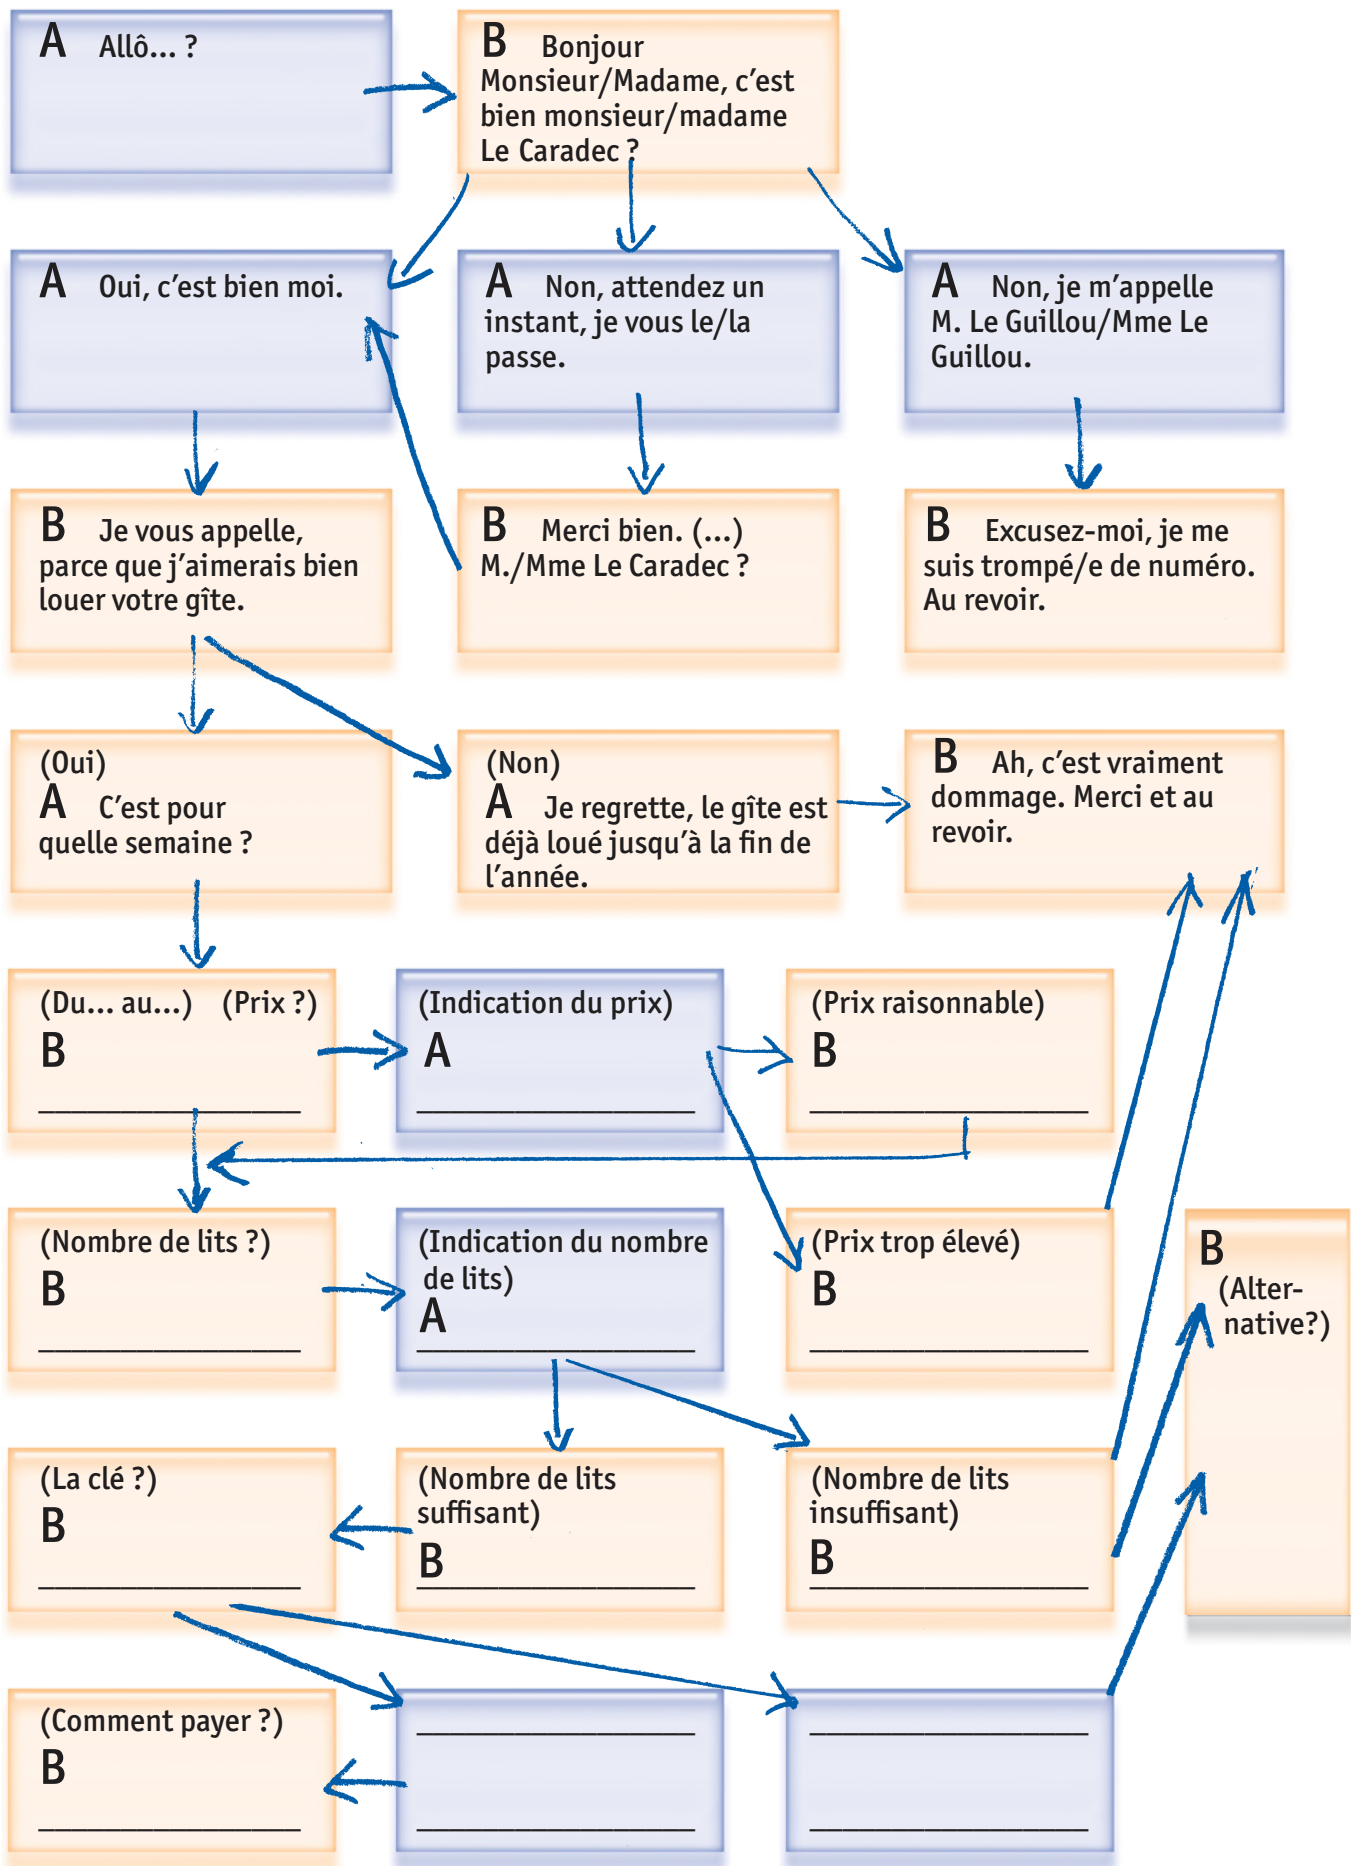 A Allô... ?
B Bonjour
Monsieur/Madame, c'est
bien monsieur/madame
Le Caradec ?
A Oui, c'est bien moi.
A Non, attendez un
instant, je vous le/la
passe.
A Non, je m'appelle
M. Le Guillou/Mme Le
Guillou.
B Je vous appelle,
parce que j'aimerais bien
louer votre gîte.
B Merci bien. (...)
M./Mme Le Caradec ?
B Excusez-moi, je me
suis trompé/e de numéro.
Au revoir.
(Oui)
A C'est pour
quelle semaine ?
(Non)
A Je regrette, le gîte est
déjà loué jusqu'à la fin de
l'année.
B Ah, c'est vraiment
dommage. Merci et au
revoir.
(Du... au...) (Prix ?)
B
(Indication du prix)
A
(Prix raisonnable)
B
(Nombre de lits ?)
B
(Indication du nombre
de lits)
A
(Prix trop élevé)
B
B
(Alter-
native?)
(La clé ?)
B
(Nombre de lits
suffisant)
B
(Nombre de lits
insuffisant)
B
(Comment payer ?)
B